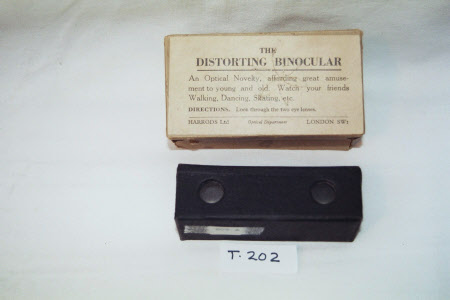 THE
DISTORTING BINOCULAR
An Optical Novelty, affording great amuse-
ment to young and old. Watch your friends
Walking, Dancing, Skating, etc.
DIRECTIONS. Look through the two eye lenses.
HARRODS Ltd Optical Department LONDON SW1
T. 202